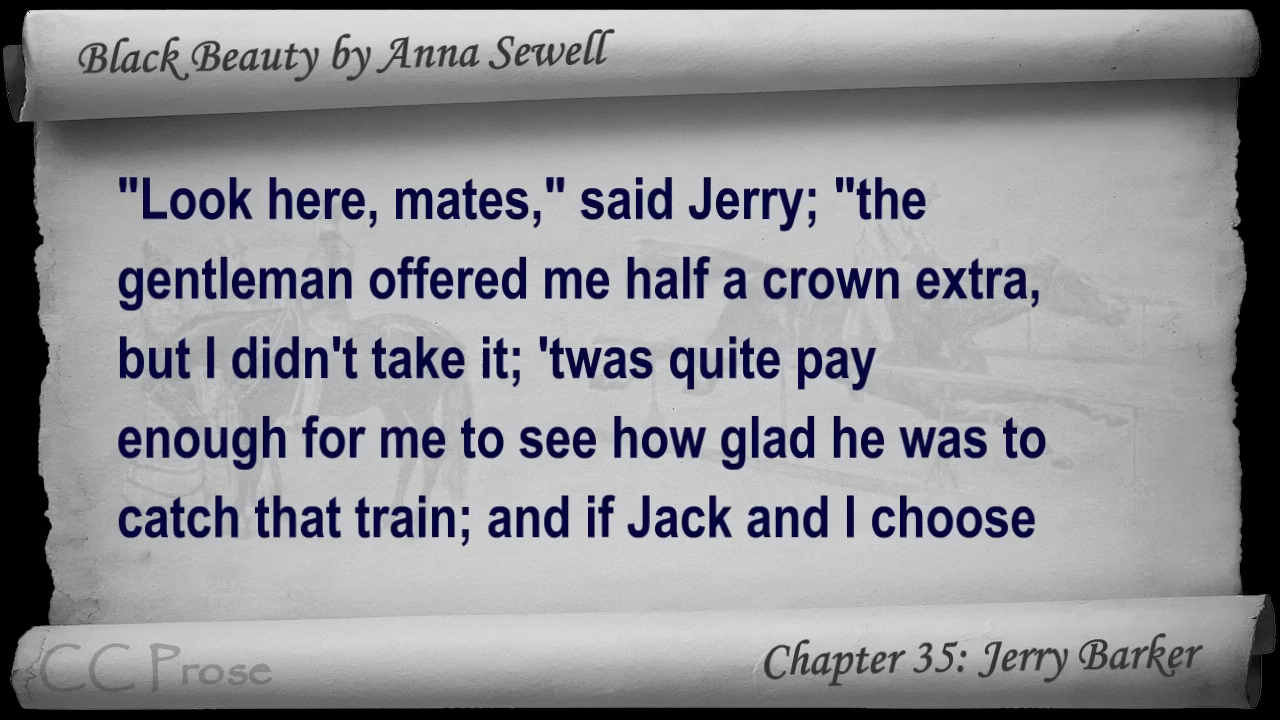 Black Beauty by Anna Sewell
"Look here, mates," said Jerry; "the
gentleman offered me half a crown extra,
but I didn't take it; 'twas quite pay
enough for me to see how glad he was to
catch that train; and if Jack and I choose
CC Prose
Chapter 35: Jerry Barker